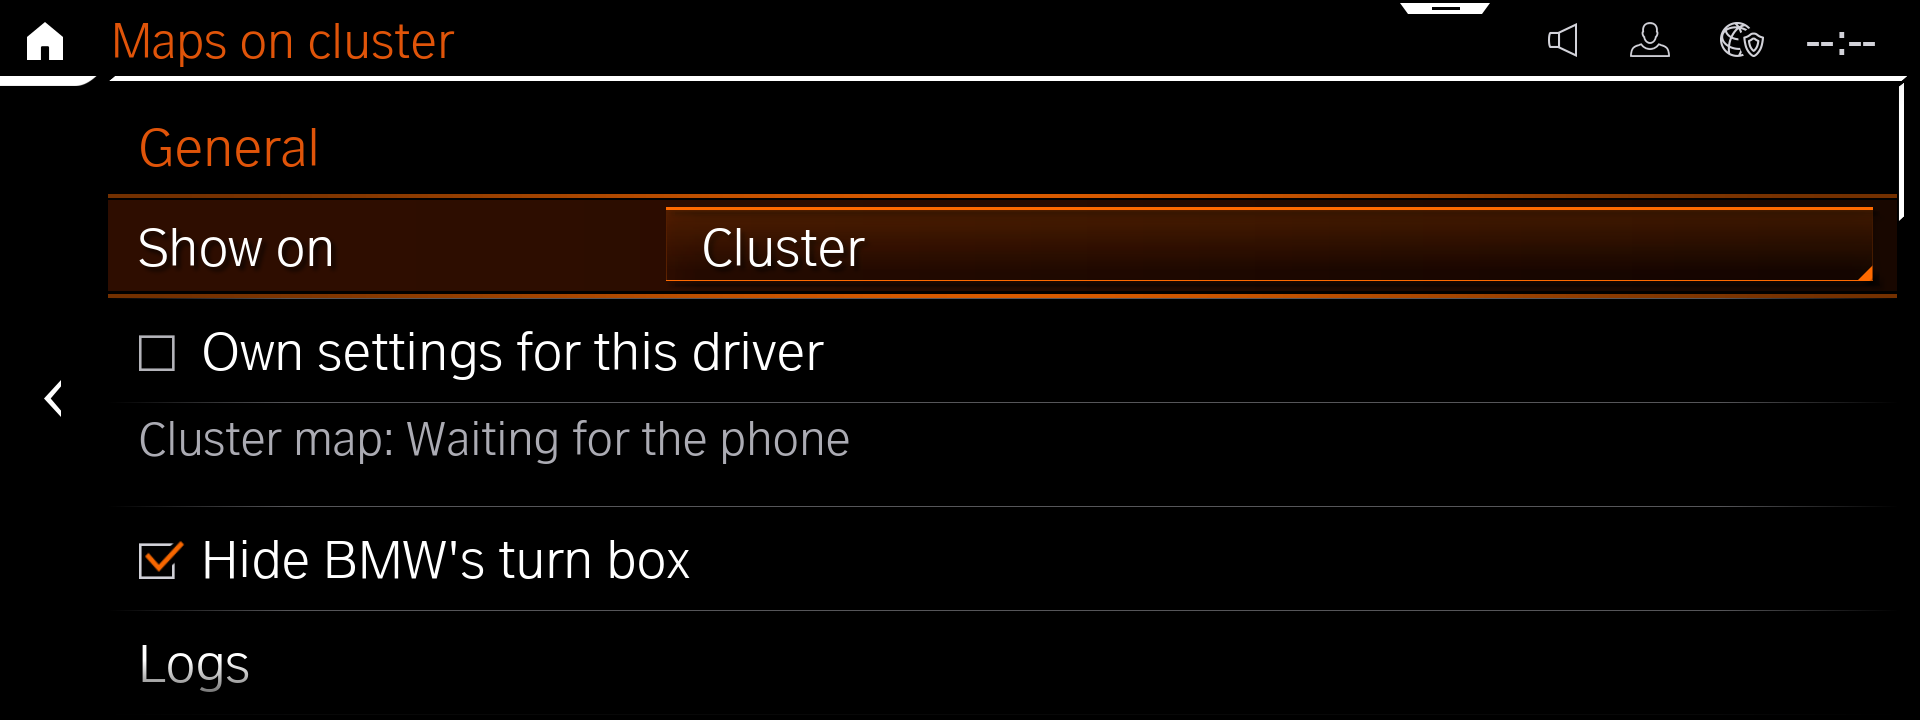 Maps on cluster
--:--
General
Show on Cluster
Own settings for this driver
Cluster map: Waiting for the phone
Hide BMW's turn box
Logs